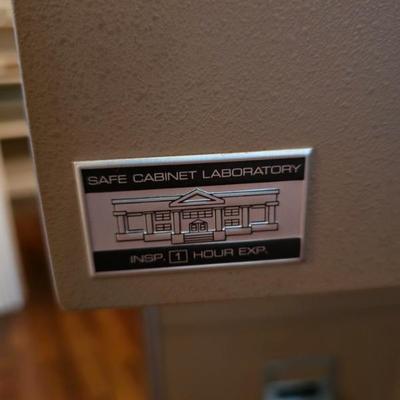 SAFE CABINET LABORATORY
INSP. 1 HOUR EXP.